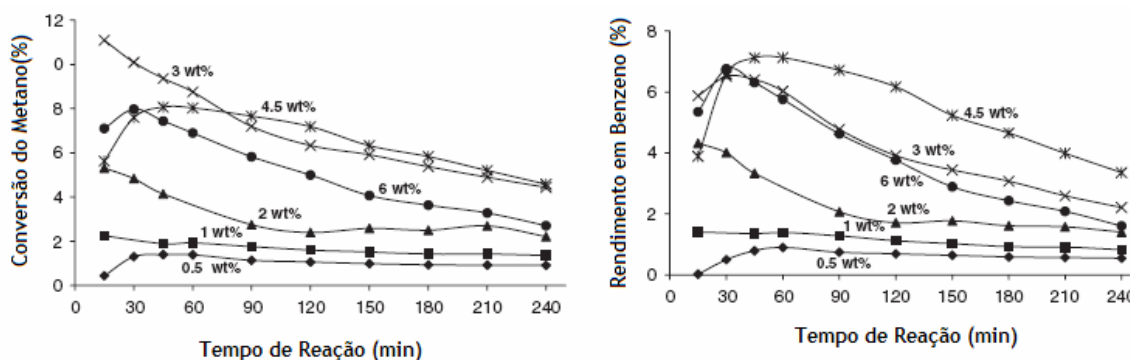 Conversão do Metano(%)
12
0
8
6
4
2
0
3 wt%
4.5 wt%
6 wt%
2 wt%
1 wt%
0.5 wt%
0 30 60 90 120 150 180 210 240
Tempo de Reação (min)
Rendimento em Benzeno (%)
8
6
4
2
0
4.5 wt%
3 wt%
6 wt%
2 wt%
1 wt%
0.5 wt%
0 30 60 90 120 150 180 210 240
Tempo de Reação (min)